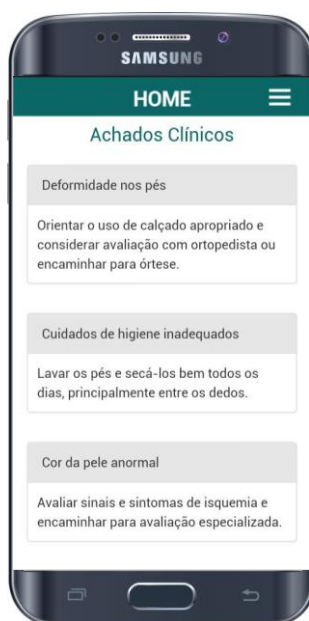 SAMSUNG
HOME
Achados Clínicos
Deformidade nos pés
Orientar o uso de calçado apropriado e
considerar avaliação com ortopedista ou
encaminhar para órtese.
Cuidados de higiene inadequados
Lavar os pés e secá-los bem todos os
dias, principalmente entre os dedos.
Cor da pele anormal
Avaliar sinais e sintomas de isquemia e
encaminhar para avaliação especializada.